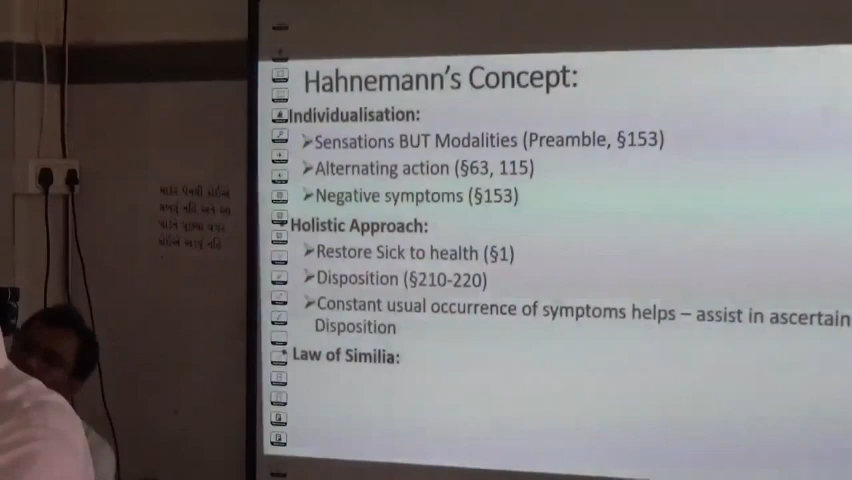 Hahnemann's Concept:
Individualisation:
➢Sensations BUT Modalities (Preamble, §153)
➢Alternating action (§63, 115)
➢Negative symptoms (§153)
Holistic Approach:
➢Restore Sick to health (§1)
➢Disposition (§210-220)
➢Constant usual occurrence of symptoms helps – assist in ascertain
Disposition
• Law of Similia: